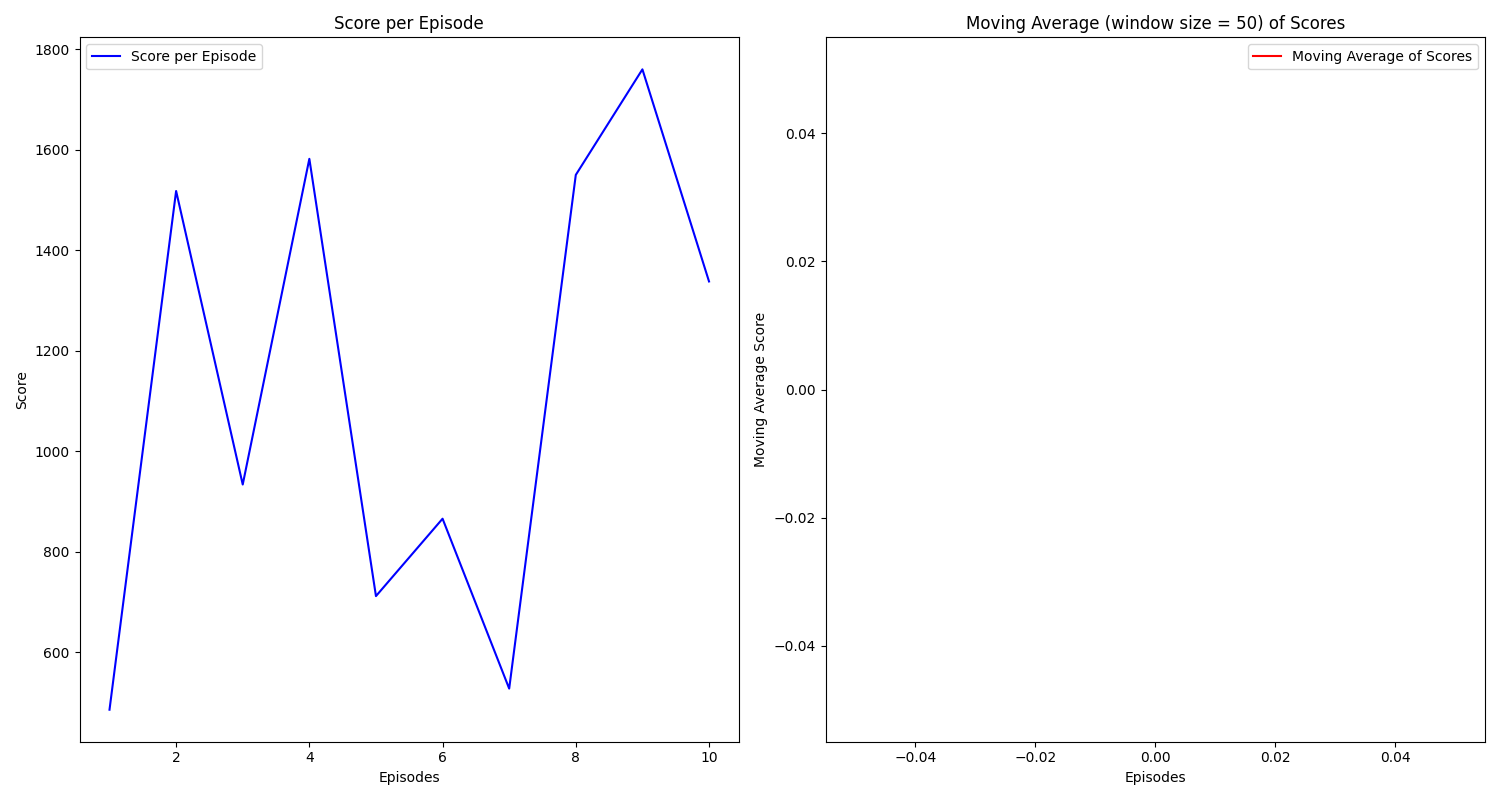 Score per Episode
Score per Episode
1800
1600
1400
1200
1000
800
600
Score
2 4 6 8 10
Episodes
Moving Average (window size = 50) of Scores
Moving Average of Scores
0.04
0.02
0.00
−0.02
−0.04
Moving Average Score
−0.04 −0.02 0.00 0.02 0.04
Episodes